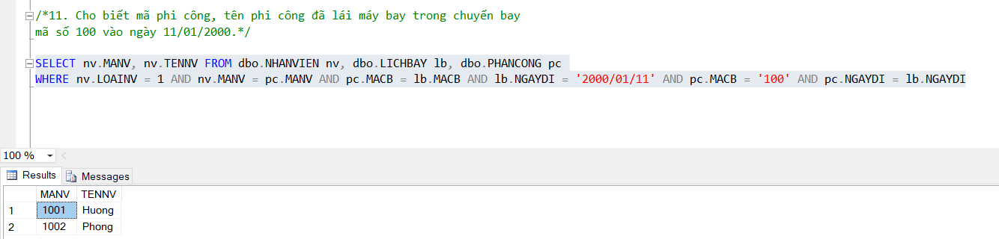 /*11. Cho biết mã phi công, tên phi công đã lái máy bay trong chuyến bay
mã số 100 vào ngày 11/01/2000.*/
SELECT nv.MANV, nv.TENNV FROM dbo.NHANVIEN nv, dbo.LICHBAY lb, dbo.PHANCONG pc
WHERE nv.LOAINV = 1 AND nv.MANV = pc.MANV AND pc.MACB = lb.MACB AND lb.NGAYDI = '2000/01/11' AND pc.MACB = '100' AND pc.NGAYDI = lb.NGAYDI
100 %
Results Messages
MANV TENNV
1 1001 Huong
2 1002 Phong